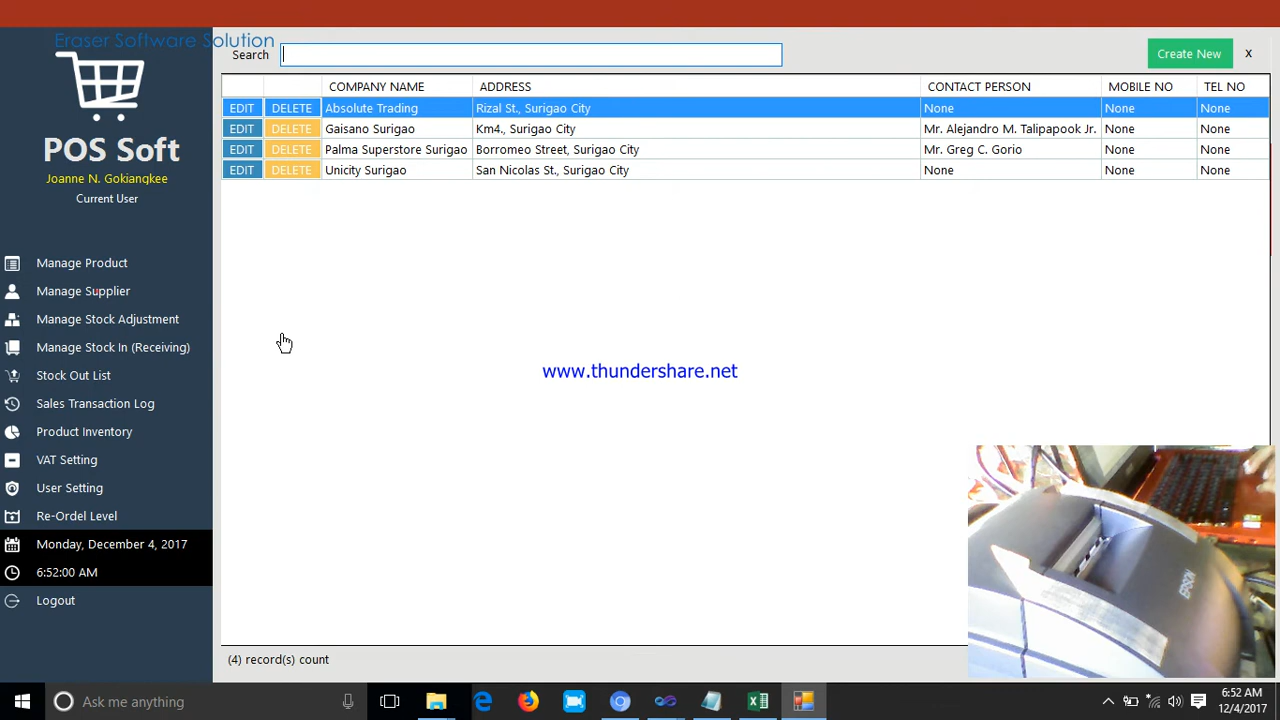 Eraser Software Solution
Search
Create New
X
POS Soft
Joanne N. Gokiangkee
Current User
COMPANY NAME ADDRESS CONTACT PERSON MOBILE NO TEL NO
EDIT DELETE Absolute Trading Rizal St., Surigao City None None None
EDIT DELETE Gaisano Surigao Km4., Surigao City Mr. Alejandro M. Talipapook Jr. None None
EDIT DELETE Palma Superstore Surigao Borromeo Street, Surigao City Mr. Greg C. Gorio None None
EDIT DELETE Unicity Surigao San Nicolas St., Surigao City None None None
Manage Product
Manage Supplier
Manage Stock Adjustment
Manage Stock In (Receiving)
Stock Out List
Sales Transaction Log
Product Inventory
VAT Setting
User Setting
Re-Ordel Level
Monday, December 4, 2017
6:52:00 AM
Logout
www.thundershare.net
EPSON
(4) record(s) count
Ask me anything
6:52 AM
12/4/2017